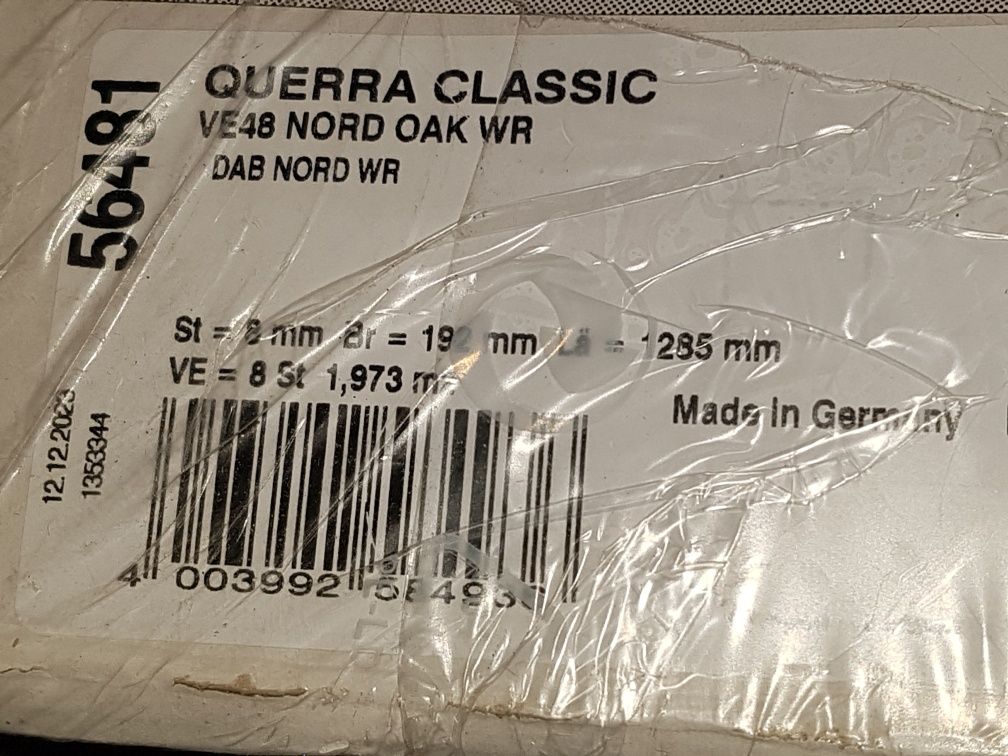 56481
QUERRA CLASSIC
VE48 NORD OAK WR
DAB NORD WR
St = 8 mm Br = 192 mm Lä = 1285 mm
VE = 8 St 1,973 m²
Made in Germany
12.12.2023
1353344
4 003992